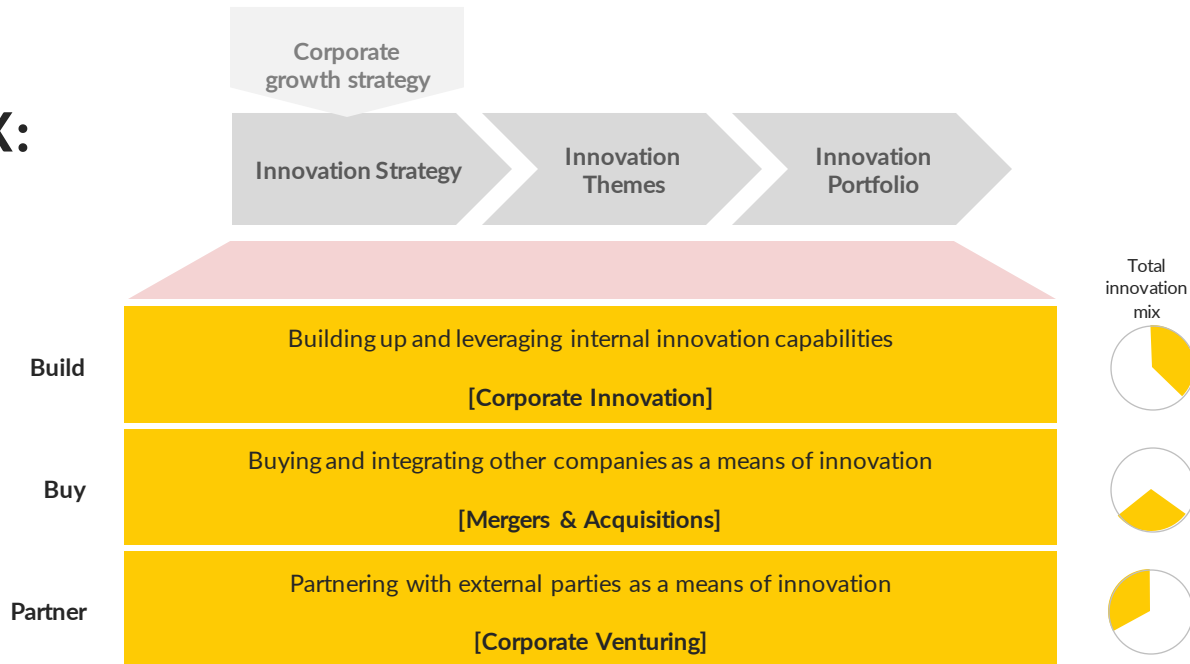 Corporate
growth strategy
X:
Innovation Strategy
Innovation
Themes
Innovation
Portfolio
Total
innovation
mix
Build
Building up and leveraging internal innovation capabilities
[Corporate Innovation]
Buy
Buying and integrating other companies as a means of innovation
[Mergers & Acquisitions]
Partner
Partnering with external parties as a means of innovation
[Corporate Venturing]